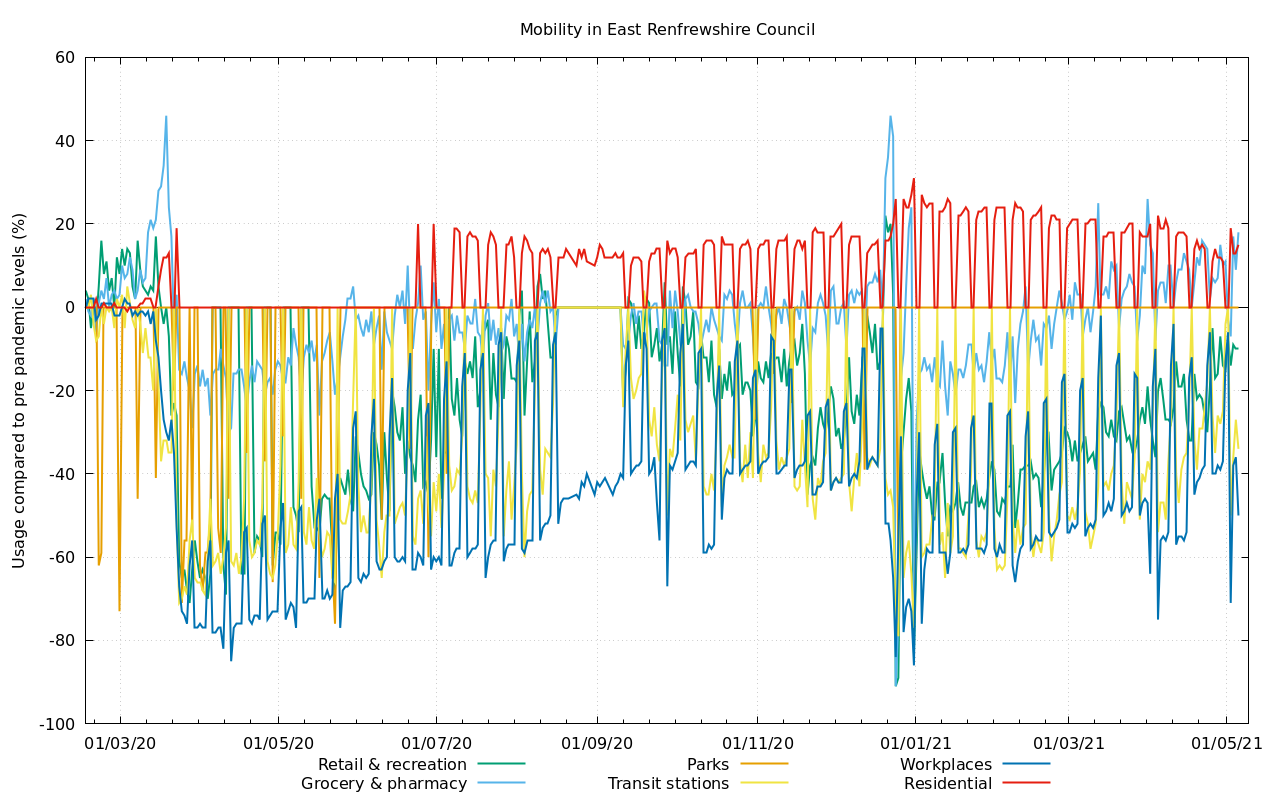 Mobility in East Renfrewshire Council
Usage compared to pre pandemic levels (%)
60
40
20
0
-20
-40
-60
-80
-100
01/03/20 01/05/20 01/07/20 01/09/20 01/11/20 01/01/21 01/03/21 01/05/21
Retail & recreation Parks Workplaces
Grocery & pharmacy Transit stations Residential